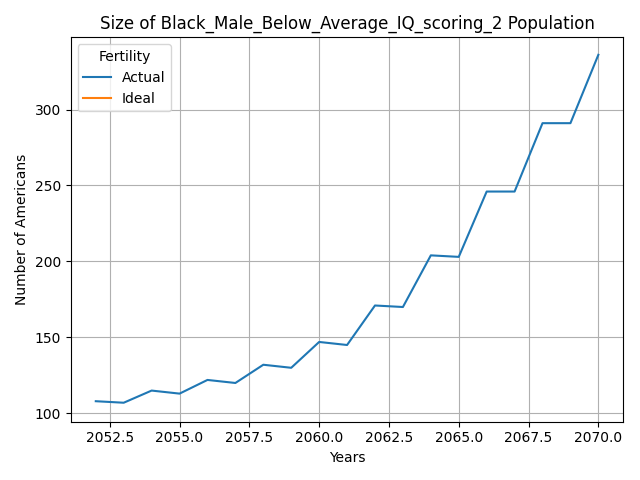 Size of Black_Male_Below_Average_IQ_scoring_2 Population
Fertility
Actual
Ideal
Number of Americans
300
250
200
150
100
2052.5 2055.0 2057.5 2060.0 2062.5 2065.0 2067.5 2070.0
Years